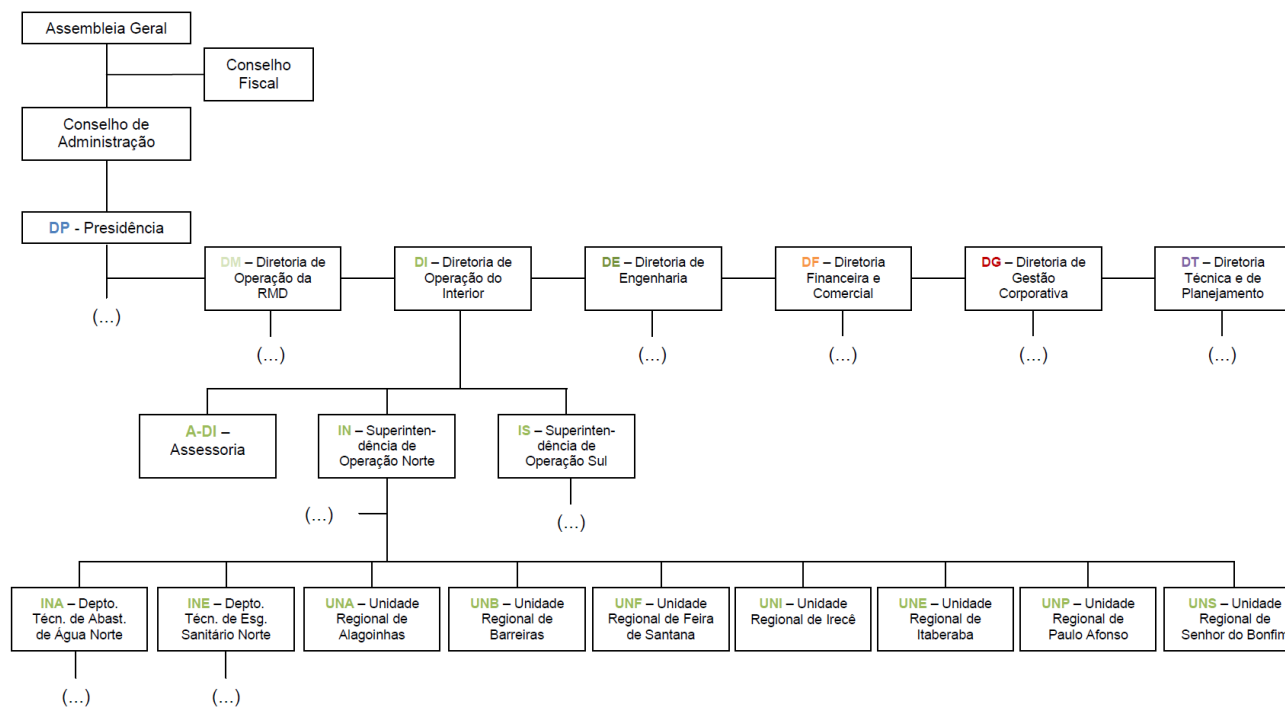 Assembleia Geral
Conselho
Fiscal
Conselho de
Administração
DP - Presidência
(...)
DM – Diretoria de
Operação da
RMD
(...)
DI – Diretoria de
Operação do
Interior
DE – Diretoria de
Engenharia
(...)
DF – Diretoria
Financeira e
Comercial
(...)
DG – Diretoria de
Gestão
Corporativa
(...)
DT – Diretoria
Técnica e de
Planejamento
(...)
A-DI –
Assessoria
IN – Superinten-
dência de
Operação Norte
(...)
IS – Superinten-
dência de
Operação Sul
(...)
INA – Depto.
Técn. de Abast.
de Água Norte
(...)
INE – Depto.
Técn. de Esg.
Sanitário Norte
(...)
UNA – Unidade
Regional de
Alagoinhas
UNB – Unidade
Regional de
Barreiras
UNF – Unidade
Regional de Feira
de Santana
UNI – Unidade
Regional de Irecê
UNE – Unidade
Regional de
Itaberaba
UNP – Unidade
Regional de
Paulo Afonso
UNS – Unidade
Regional de
Senhor do Bonfim